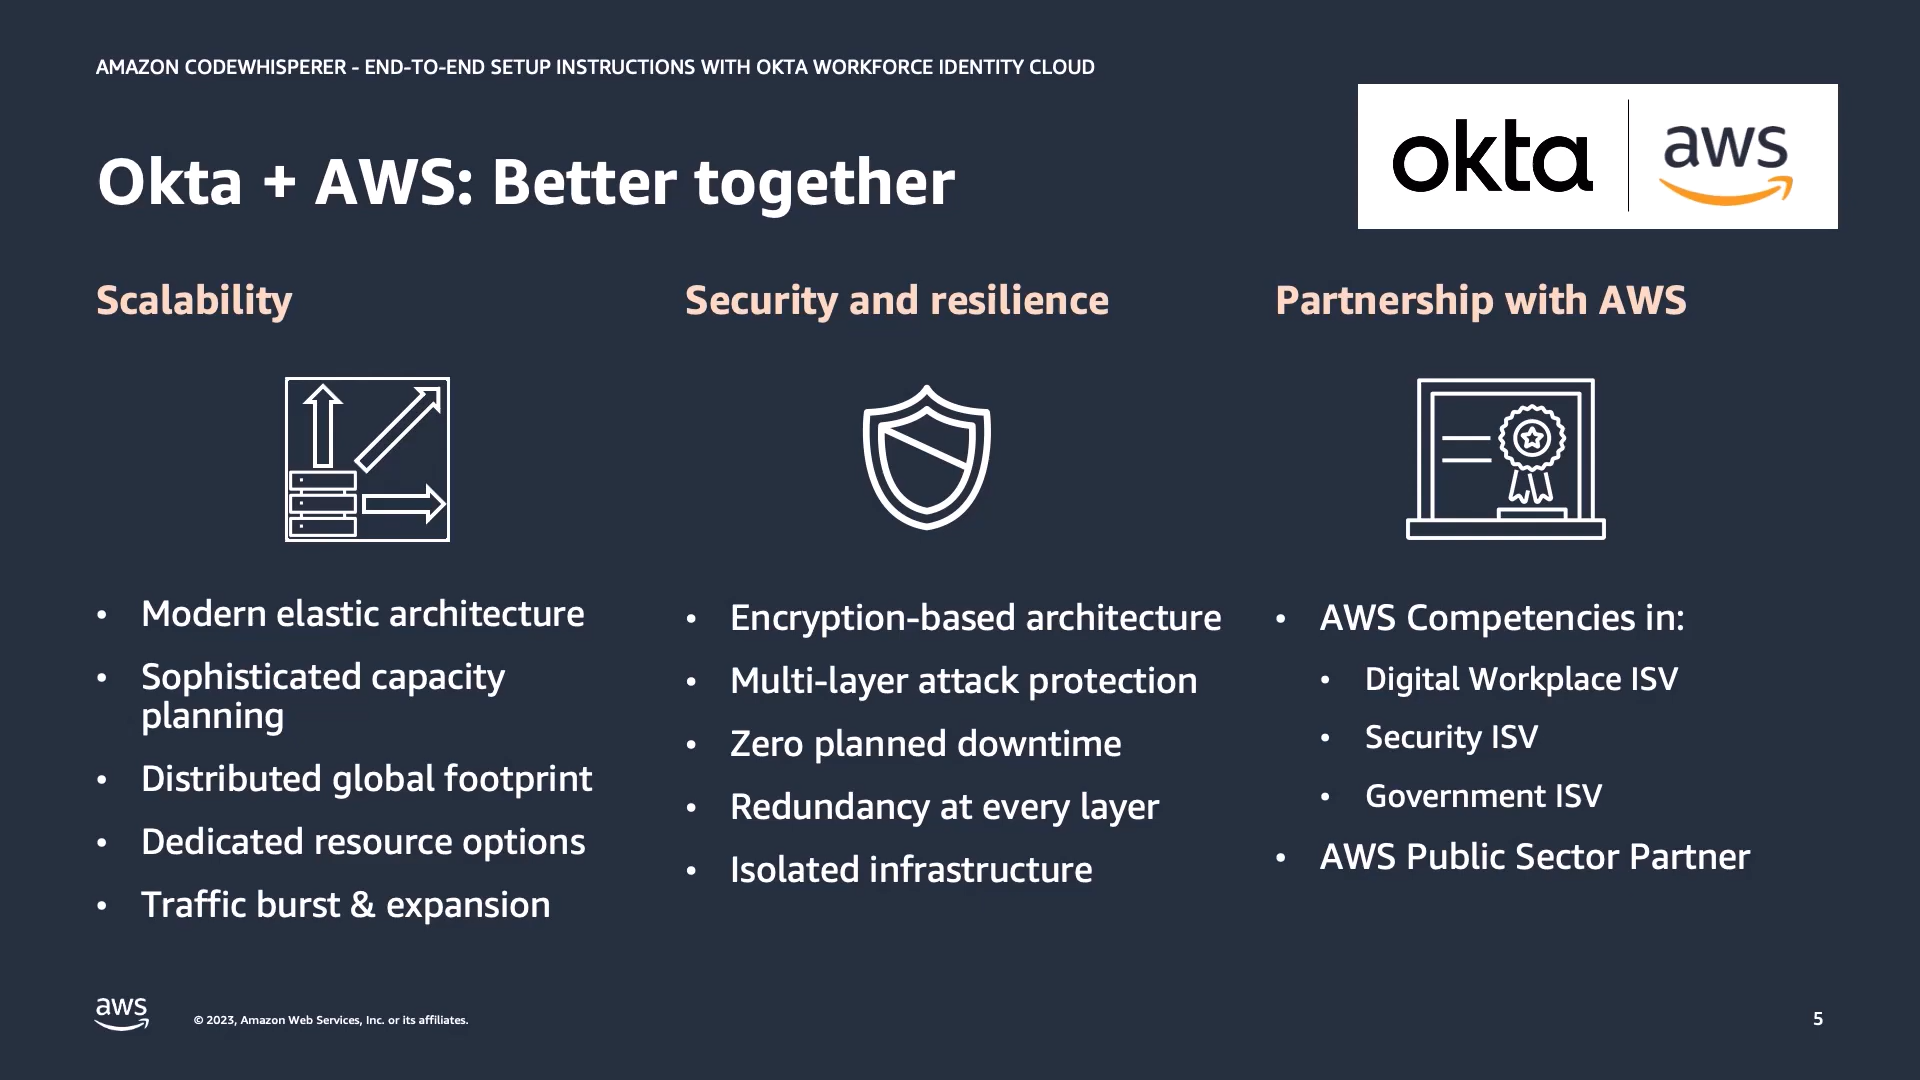 AMAZON CODEWHISPERER - END-TO-END SETUP INSTRUCTIONS WITH OKTA WORKFORCE IDENTITY CLOUD
Okta + AWS: Better together
okta
aws
Scalability
• Modern elastic architecture
• Sophisticated capacity
planning
• Distributed global footprint
• Dedicated resource options
• Traffic burst & expansion
Security and resilience
• Encryption-based architecture
• Multi-layer attack protection
• Zero planned downtime
• Redundancy at every layer
• Isolated infrastructure
Partnership with AWS
• AWS Competencies in:
• Digital Workplace ISV
• Security ISV
• Government ISV
• AWS Public Sector Partner
aws
© 2023, Amazon Web Services, Inc. or its affiliates.
5